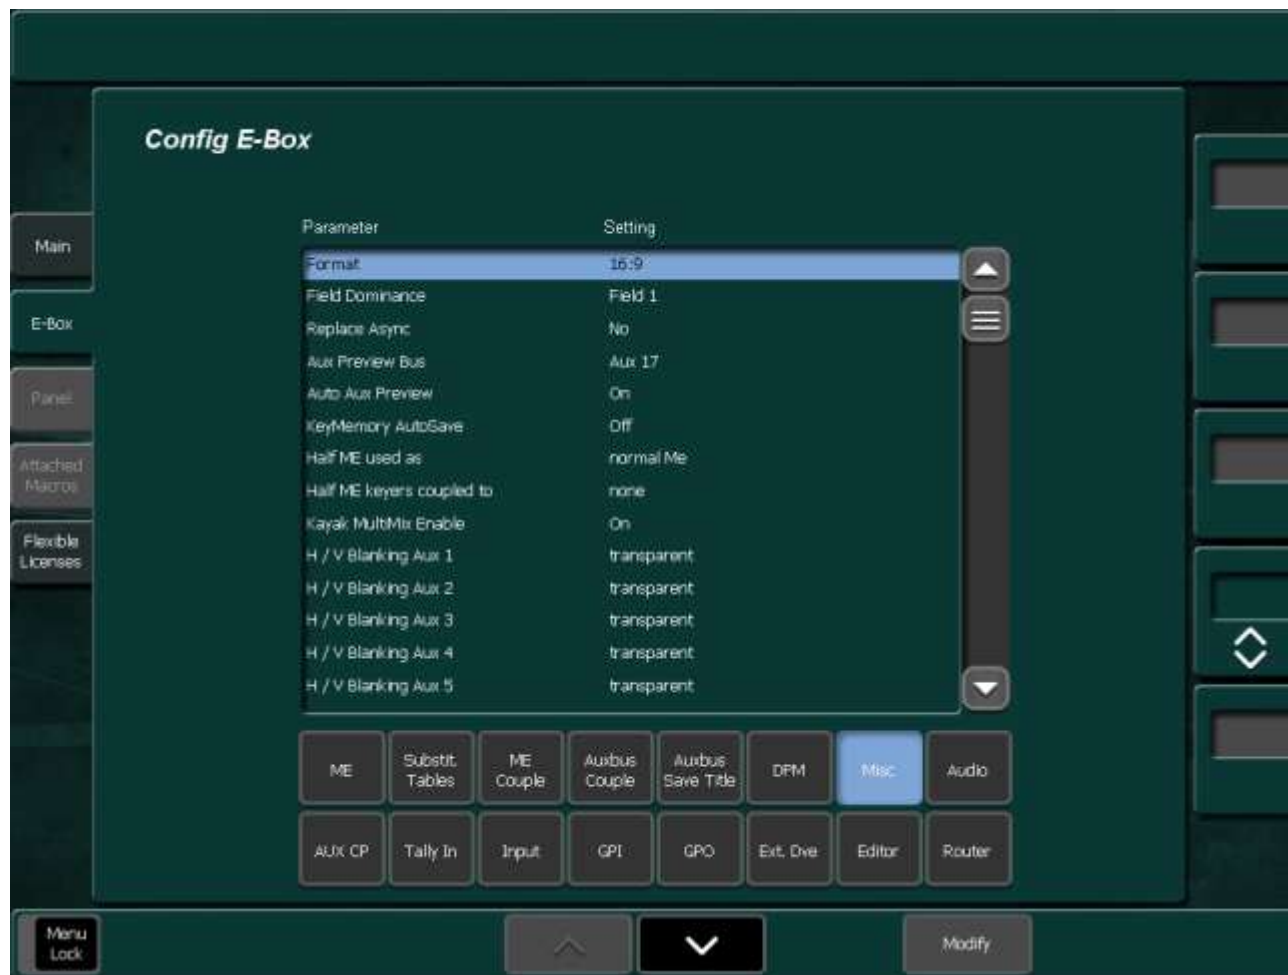 Config E-Box
Parameter Setting
Format 16:9
Field Dominance Field 1
Replace Async No
Aux Preview Bus Aux 17
Auto Aux Preview On
KeyMemory AutoSave Off
Half ME used as normal Me
Half ME keyers coupled to none
Kayak MultiMix Enable On
H / V Blanking Aux 1 transparent
H / V Blanking Aux 2 transparent
H / V Blanking Aux 3 transparent
H / V Blanking Aux 4 transparent
H / V Blanking Aux 5 transparent
Main
E-Box
Panel
Attached
Macros
Flexible
Licenses
ME
Substit.
Tables
ME
Couple
Auxbus
Couple
Auxbus
Save Title
DPM
Misc
Audio
AUX CP
Tally In
Input
GPI
GPO
Ext. Dve
Editor
Router
Menu
Lock
Modify